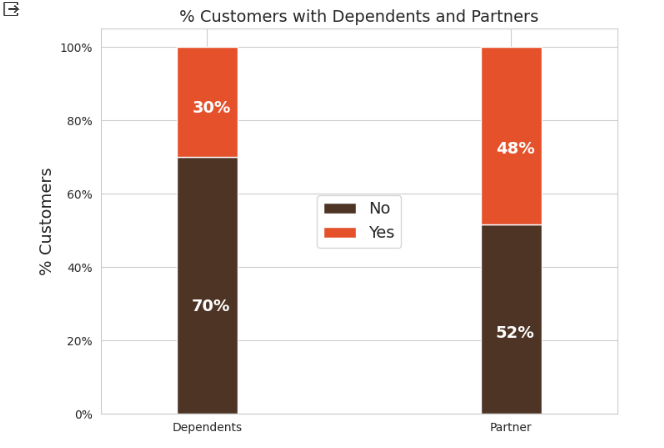 % Customers with Dependents and Partners
100%
80%
60%
40%
20%
0%
% Customers
30%
70%
48%
52%
No
Yes
Dependents
Partner